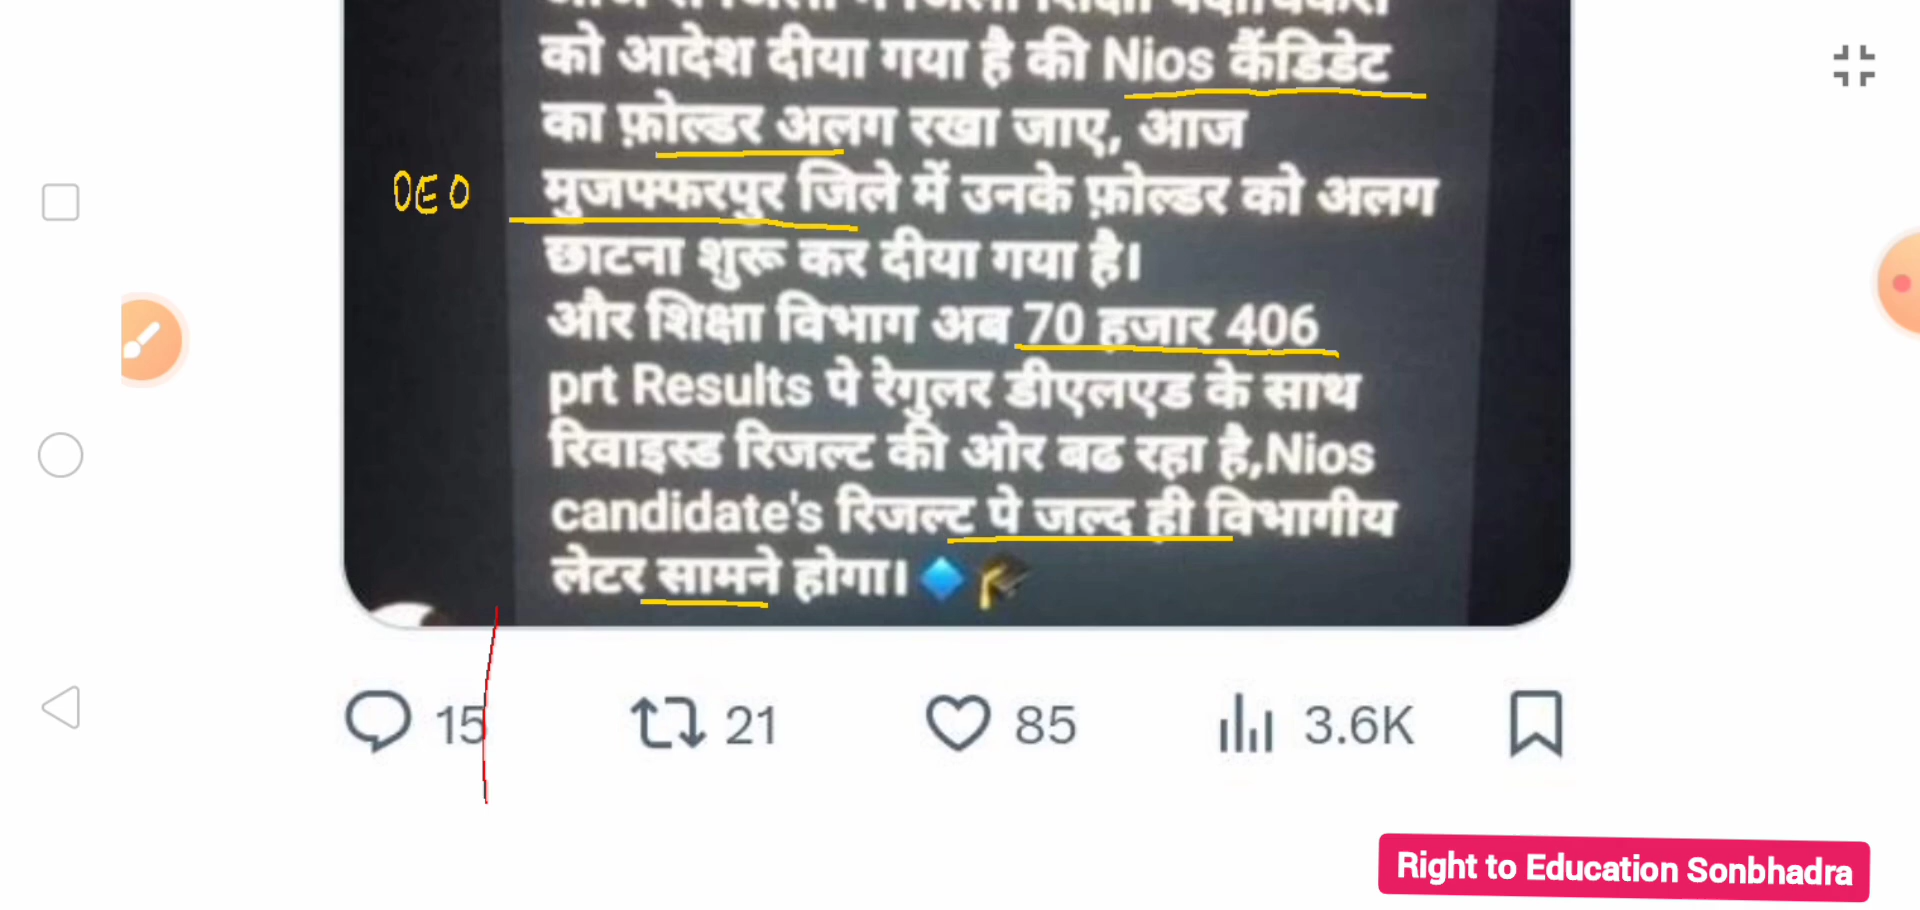 को आदेश दीया गया है की Nios कैंडिडेट
का फ़ोल्डर अलग रखा जाए, आज
DEO
मुजफ्फरपुर जिले में उनके फ़ोल्डर को अलग
छाटना शुरू कर दीया गया है।
और शिक्षा विभाग अब 70 हजार 406
prt Results पे रेगुलर डीएलएड के साथ
रिवाइस्ड रिजल्ट की ओर बढ रहा है,Nios
candidate's रिजल्ट पे जल्द ही विभागीय
लेटर सामने होगा।
15 21 85 3.6K
Right to Education Sonbhadra